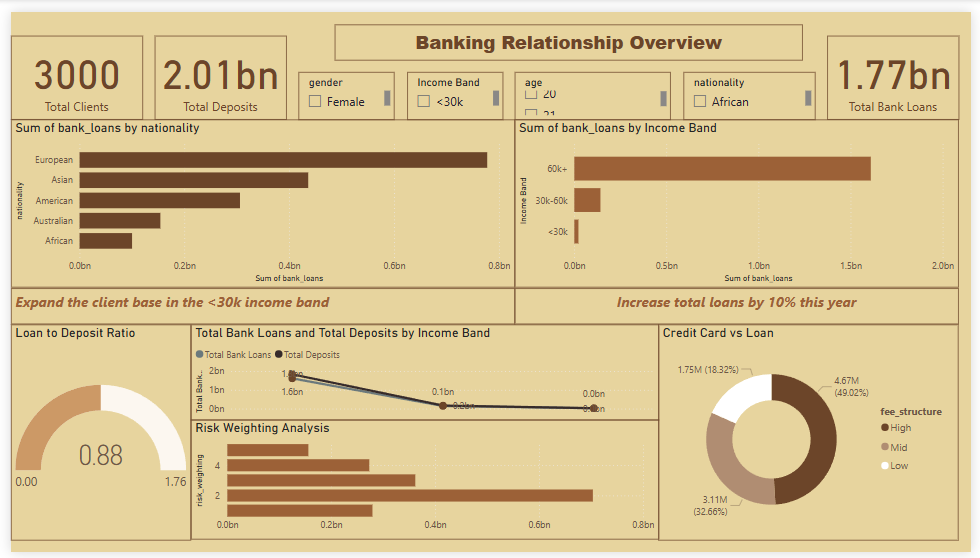 Banking Relationship Overview
3000
Total Clients
2.01bn
Total Deposits
gender
Female
Income Band
<30k
age
20
21
nationality
African
1.77bn
Total Bank Loans
Sum of bank_loans by nationality
nationality
European
Asian
American
Australian
African
0.0bn 0.2bn 0.4bn 0.6bn 0.8bn
Sum of bank_loans
Sum of bank_loans by Income Band
Income Band
60k+
30k-60k
<30k
0.0bn 0.5bn 1.0bn 1.5bn 2.0bn
Sum of bank_loans
Expand the client base in the <30k income band
Increase total loans by 10% this year
Loan to Deposit Ratio
0.88
0.00 1.76
Total Bank Loans and Total Deposits by Income Band
Total Bank Loans Total Deposits
Total Bank...
2bn
1bn
0bn
1.6bn
0.1bn
0.0bn
Risk Weighting Analysis
risk_weighting
4
2
0.0bn 0.2bn 0.4bn 0.6bn 0.8bn
Credit Card vs Loan
1.75M (18.32%)
4.67M
(49.02%)
3.11M
(32.66%)
fee_structure
High
Mid
Low